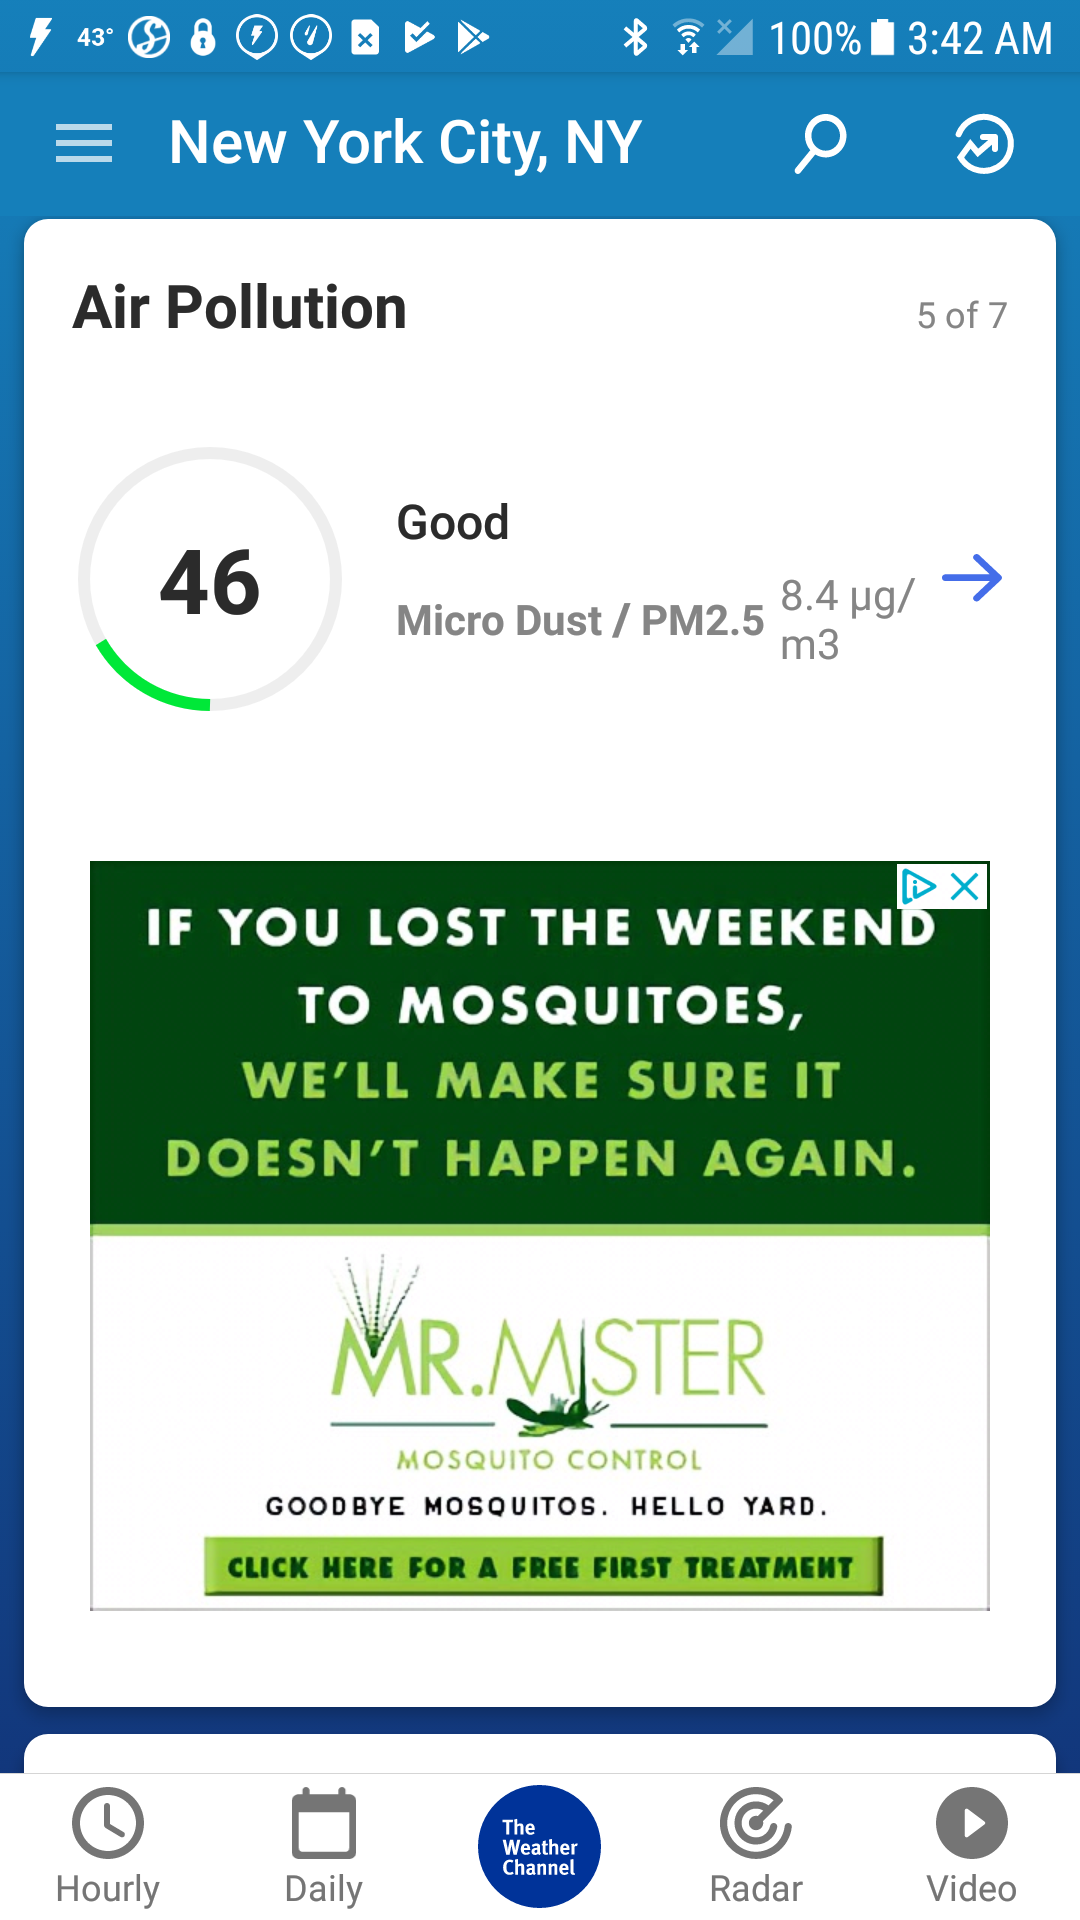 43° 100% 3:42 AM
New York City, NY
Air Pollution
5 of 7
46
Good
Micro Dust / PM2.5
8.4 µg/
m3
IF YOU LOST THE WEEKEND
TO MOSQUITOES,
WE'LL MAKE SURE IT
DOESN'T HAPPEN AGAIN.
MR.MISTER
MOSQUITO CONTROL
GOODBYE MOSQUITOS. HELLO YARD.
CLICK HERE FOR A FREE FIRST TREATMENT
Hourly
Daily
The
Weather
Channel
Radar
Video